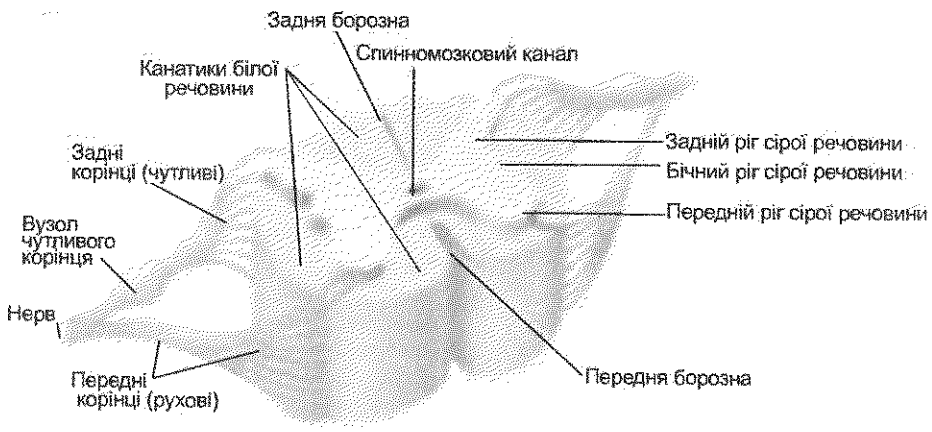 Задня борозна
Спинномозковий канал
Канатики білої
речовини
Задні
корінці (чутливі)
Вузол
чутливого
корінця
Нерв
Передні
корінці (рухові)
Задній ріг сірої речовини
Бічний ріг сірої речовини
Передній ріг сірої речовини
Передня борозна